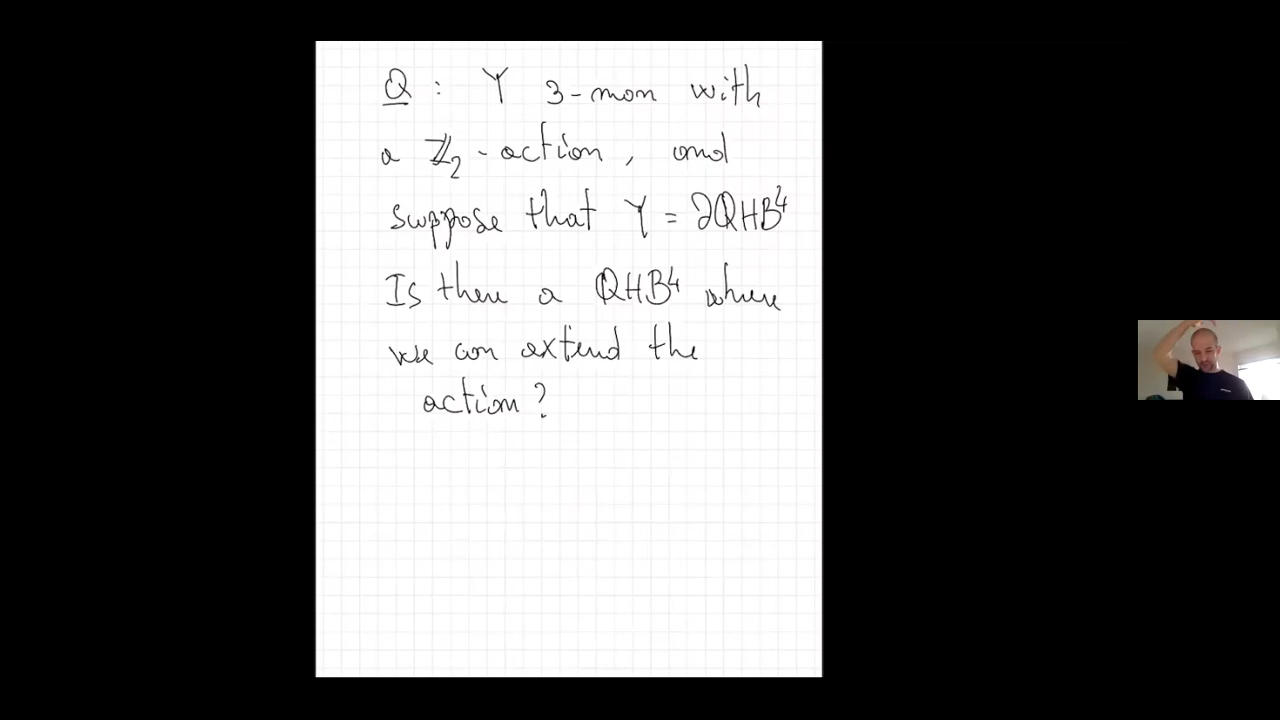 Q : Y 3-man with
a ℤ₂-action, and
suppose that Y = ∂QHB⁴
Is there a QHB⁴ where
we can extend the
action?